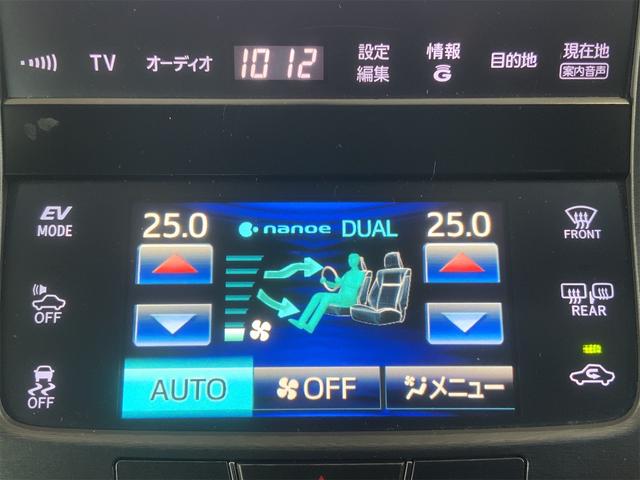 TV オーディオ 1012 設定 編集 情報 G 目的地 現在地 案内音声
EV MODE
25.0 nanoe DUAL 25.0
FRONT
OFF
REAR
OFF
AUTO OFF メニュー